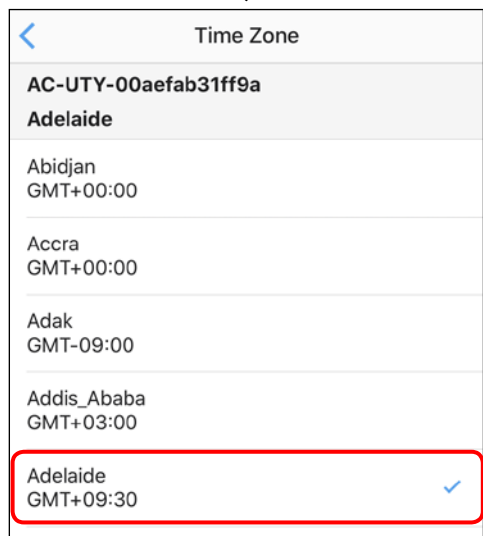 Time Zone
AC-UTY-00aefab31ff9a
Adelaide
Abidjan
GMT+00:00
Accra
GMT+00:00
Adak
GMT-09:00
Addis_Ababa
GMT+03:00
Adelaide
GMT+09:30